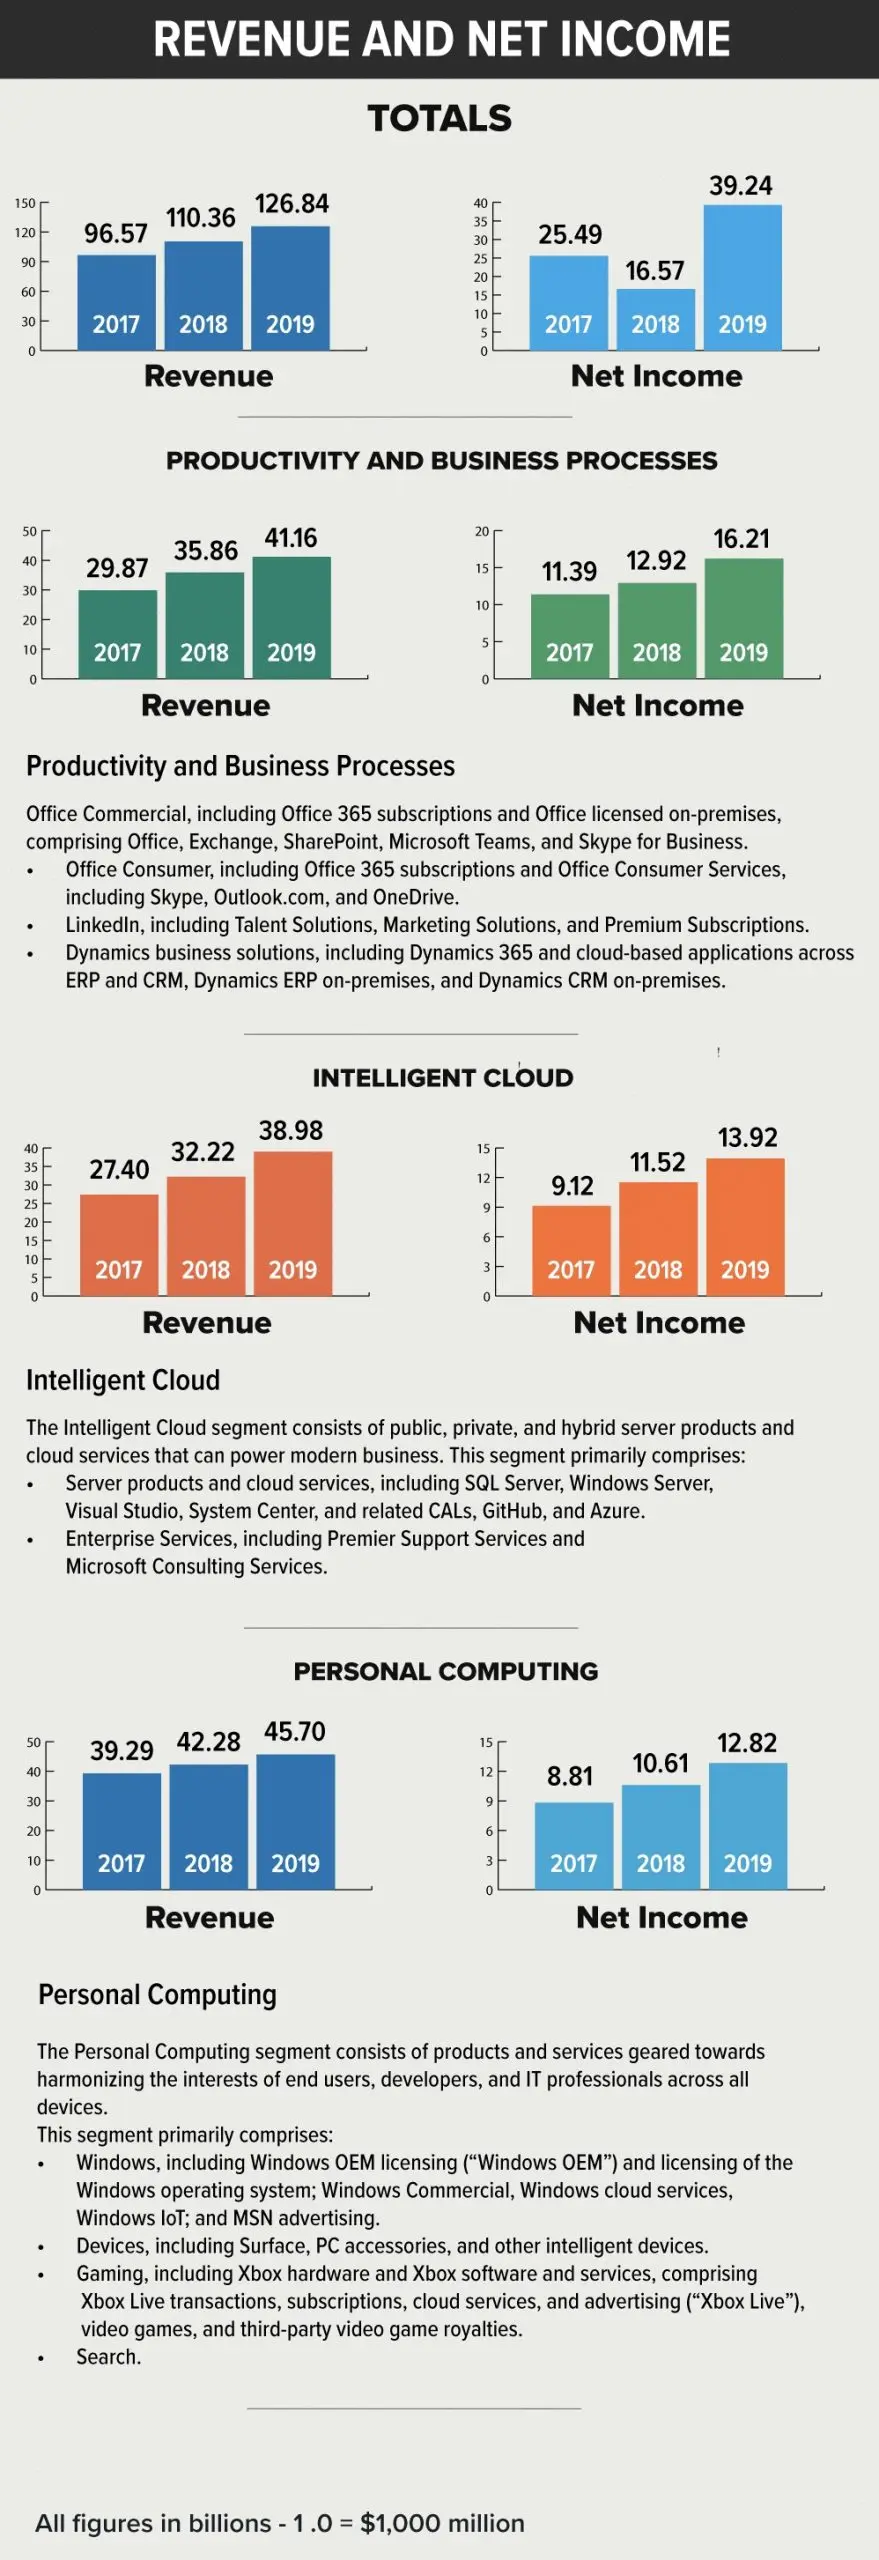 REVENUE AND NET INCOME
TOTALS
150
120
90
60
30
0
96.57
110.36
126.84
2017
2018
2019
Revenue
40
35
30
25
20
15
10
5
0
25.49
16.57
39.24
2017
2018
2019
Net Income
PRODUCTIVITY AND BUSINESS PROCESSES
50
40
30
20
10
0
29.87
35.86
41.16
2017
2018
2019
Revenue
20
15
10
5
0
11.39
12.92
16.21
2017
2018
2019
Net Income
Productivity and Business Processes
Office Commercial, including Office 365 subscriptions and Office licensed on-premises,
comprising Office, Exchange, SharePoint, Microsoft Teams, and Skype for Business.
• Office Consumer, including Office 365 subscriptions and Office Consumer Services,
including Skype, Outlook.com, and OneDrive.
• LinkedIn, including Talent Solutions, Marketing Solutions, and Premium Subscriptions.
• Dynamics business solutions, including Dynamics 365 and cloud-based applications across
ERP and CRM, Dynamics ERP on-premises, and Dynamics CRM on-premises.
INTELLIGENT CLOUD
40
35
30
25
20
15
10
5
0
27.40
32.22
38.98
2017
2018
2019
Revenue
15
12
9
6
3
0
9.12
11.52
13.92
2017
2018
2019
Net Income
Intelligent Cloud
The Intelligent Cloud segment consists of public, private, and hybrid server products and
cloud services that can power modern business. This segment primarily comprises:
• Server products and cloud services, including SQL Server, Windows Server,
Visual Studio, System Center, and related CALs, GitHub, and Azure.
• Enterprise Services, including Premier Support Services and
Microsoft Consulting Services.
PERSONAL COMPUTING
50
40
30
20
10
0
39.29
42.28
45.70
2017
2018
2019
Revenue
15
12
9
6
3
0
8.81
10.61
12.82
2017
2018
2019
Net Income
Personal Computing
The Personal Computing segment consists of products and services geared towards
harmonizing the interests of end users, developers, and IT professionals across all
devices.
This segment primarily comprises:
• Windows, including Windows OEM licensing (“Windows OEM”) and licensing of the
Windows operating system; Windows Commercial, Windows cloud services,
Windows IoT; and MSN advertising.
• Devices, including Surface, PC accessories, and other intelligent devices.
• Gaming, including Xbox hardware and Xbox software and services, comprising
Xbox Live transactions, subscriptions, cloud services, and advertising (“Xbox Live”),
video games, and third-party video game royalties.
• Search.
All figures in billions - 1 .0 = $1,000 million